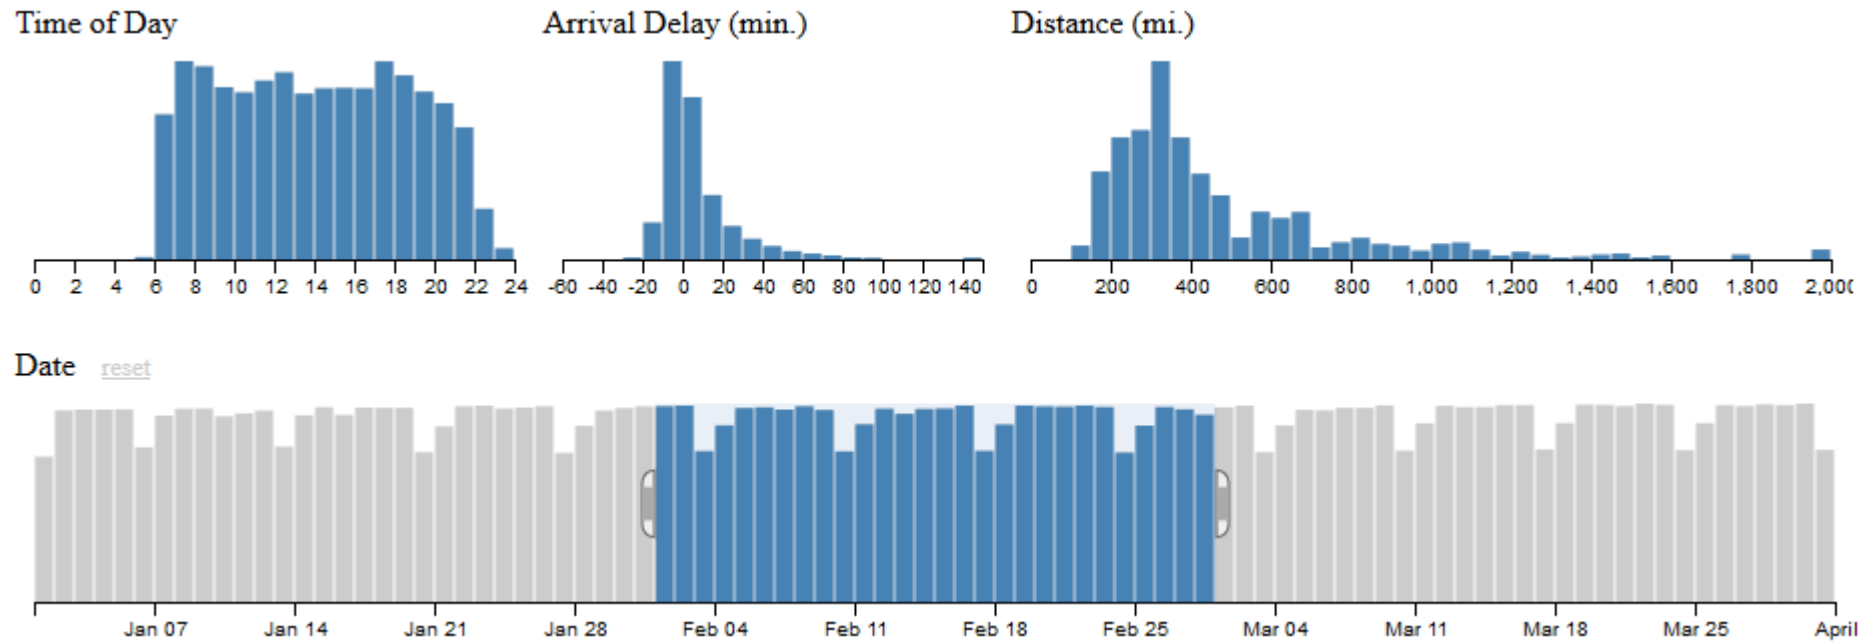 Time of Day
0 2 4 6 8 10 12 14 16 18 20 22 24
Arrival Delay (min.)
-60 -40 -20 0 20 40 60 80 100 120 140
Distance (mi.)
0 200 400 600 800 1,000 1,200 1,400 1,600 1,800 2,000
Date reset
Jan 07 Jan 14 Jan 21 Jan 28 Feb 04 Feb 11 Feb 18 Feb 25 Mar 04 Mar 11 Mar 18 Mar 25 April